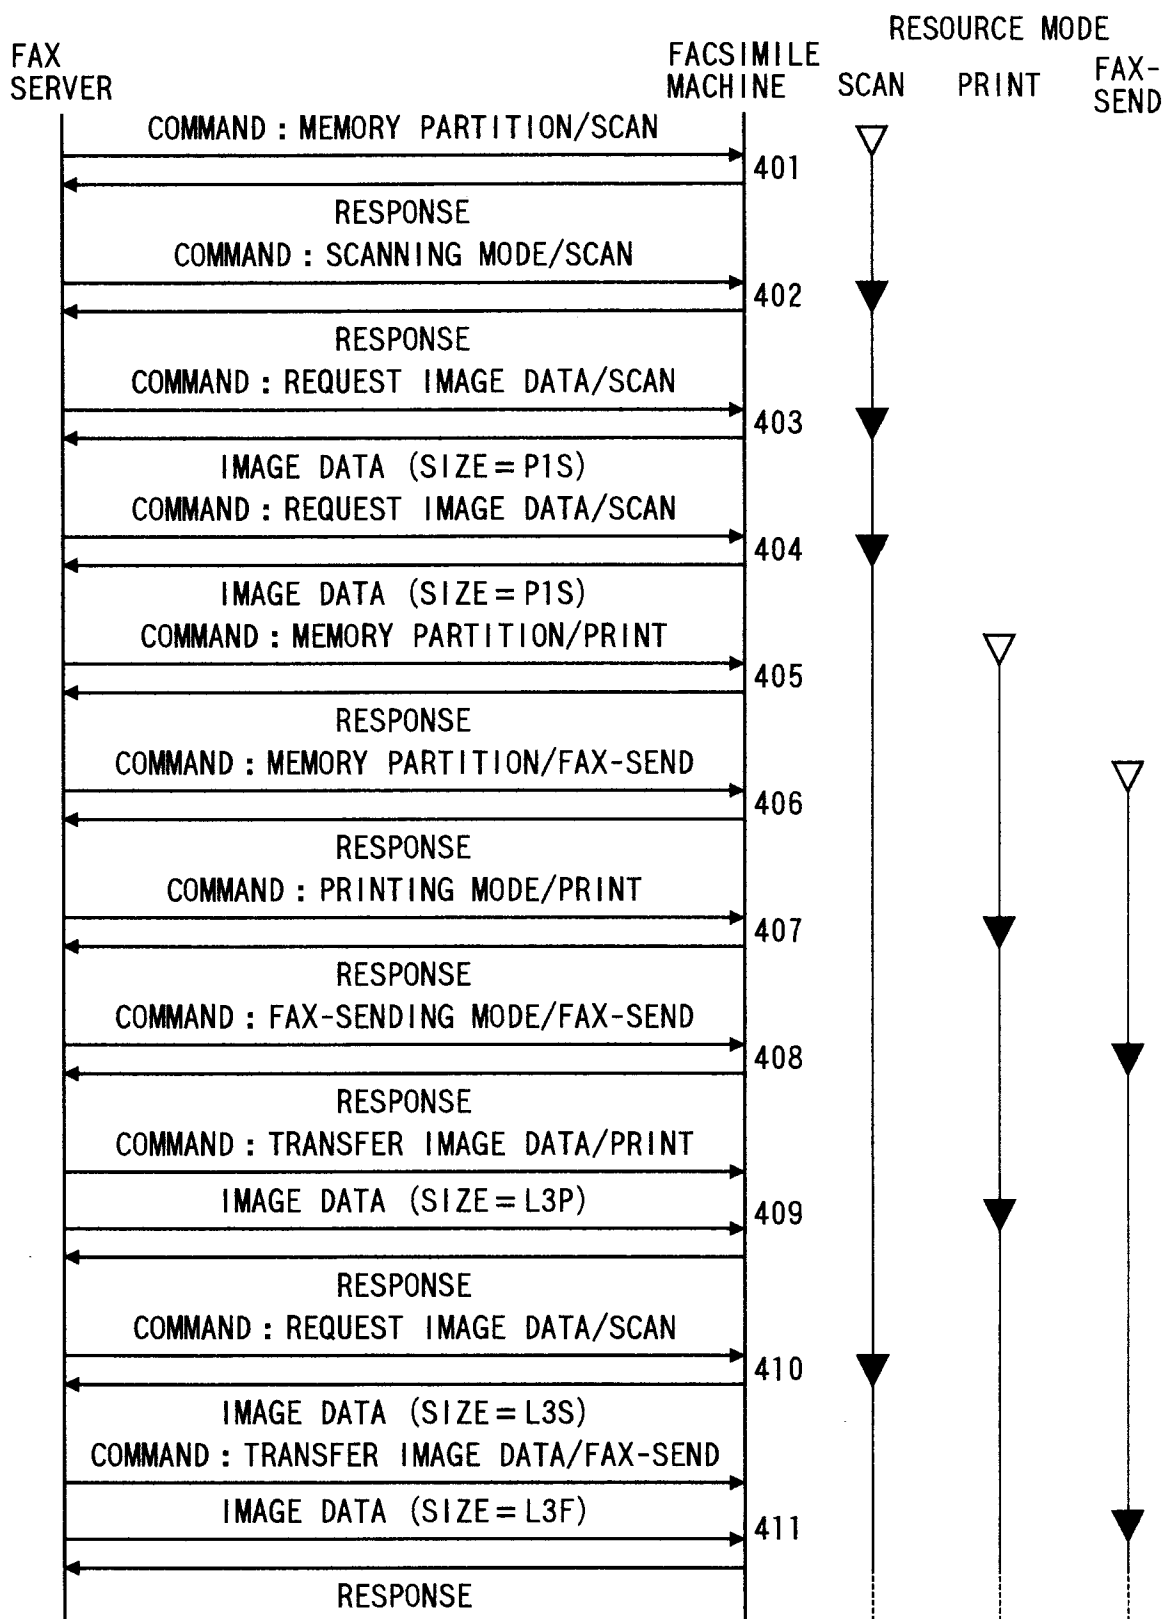 RESOURCE MODE
FAX
SERVER
FACSIMILE
MACHINE
SCAN
PRINT
FAX-
SEND
COMMAND : MEMORY PARTITION/SCAN
401
RESPONSE
COMMAND : SCANNING MODE/SCAN
402
RESPONSE
COMMAND : REQUEST IMAGE DATA/SCAN
403
IMAGE DATA (SIZE=P1S)
COMMAND : REQUEST IMAGE DATA/SCAN
404
IMAGE DATA (SIZE=P1S)
COMMAND : MEMORY PARTITION/PRINT
405
RESPONSE
COMMAND : MEMORY PARTITION/FAX-SEND
406
RESPONSE
COMMAND : PRINTING MODE/PRINT
407
RESPONSE
COMMAND : FAX-SENDING MODE/FAX-SEND
408
RESPONSE
COMMAND : TRANSFER IMAGE DATA/PRINT
IMAGE DATA (SIZE=L3P)
409
RESPONSE
COMMAND : REQUEST IMAGE DATA/SCAN
410
IMAGE DATA (SIZE=L3S)
COMMAND : TRANSFER IMAGE DATA/FAX-SEND
IMAGE DATA (SIZE=L3F)
411
RESPONSE